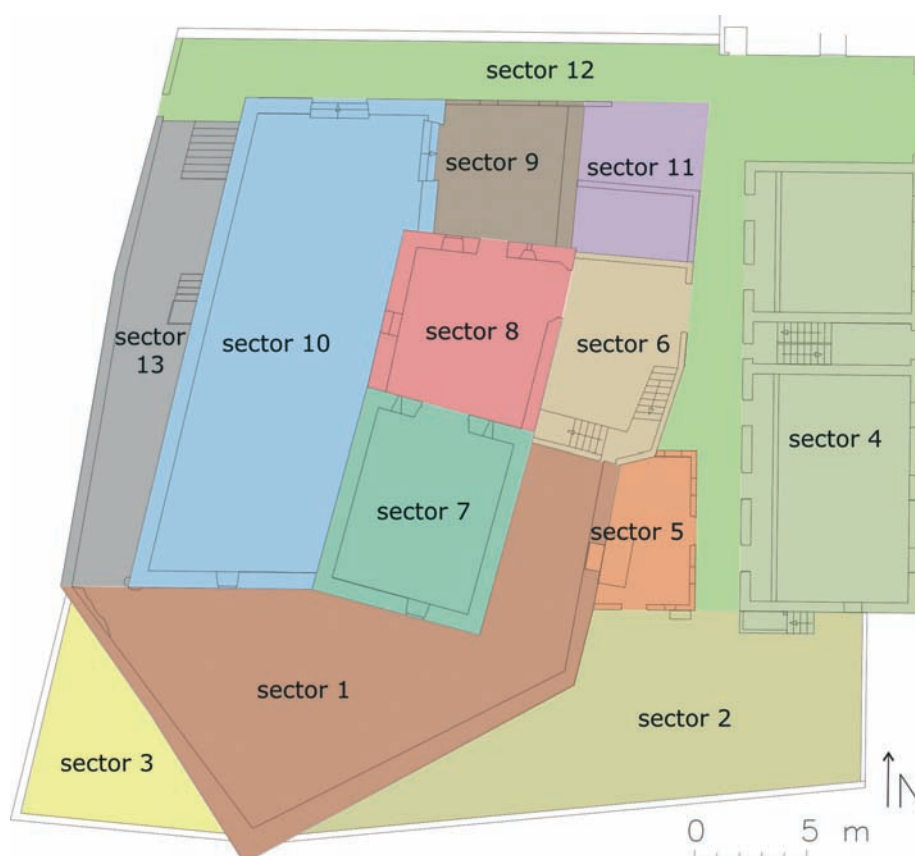 sector 12
sector 9
sector 11
sector 13
sector 10
sector 8
sector 6
sector 4
sector 7
sector 5
sector 1
sector 2
sector 3
N
0 5 m